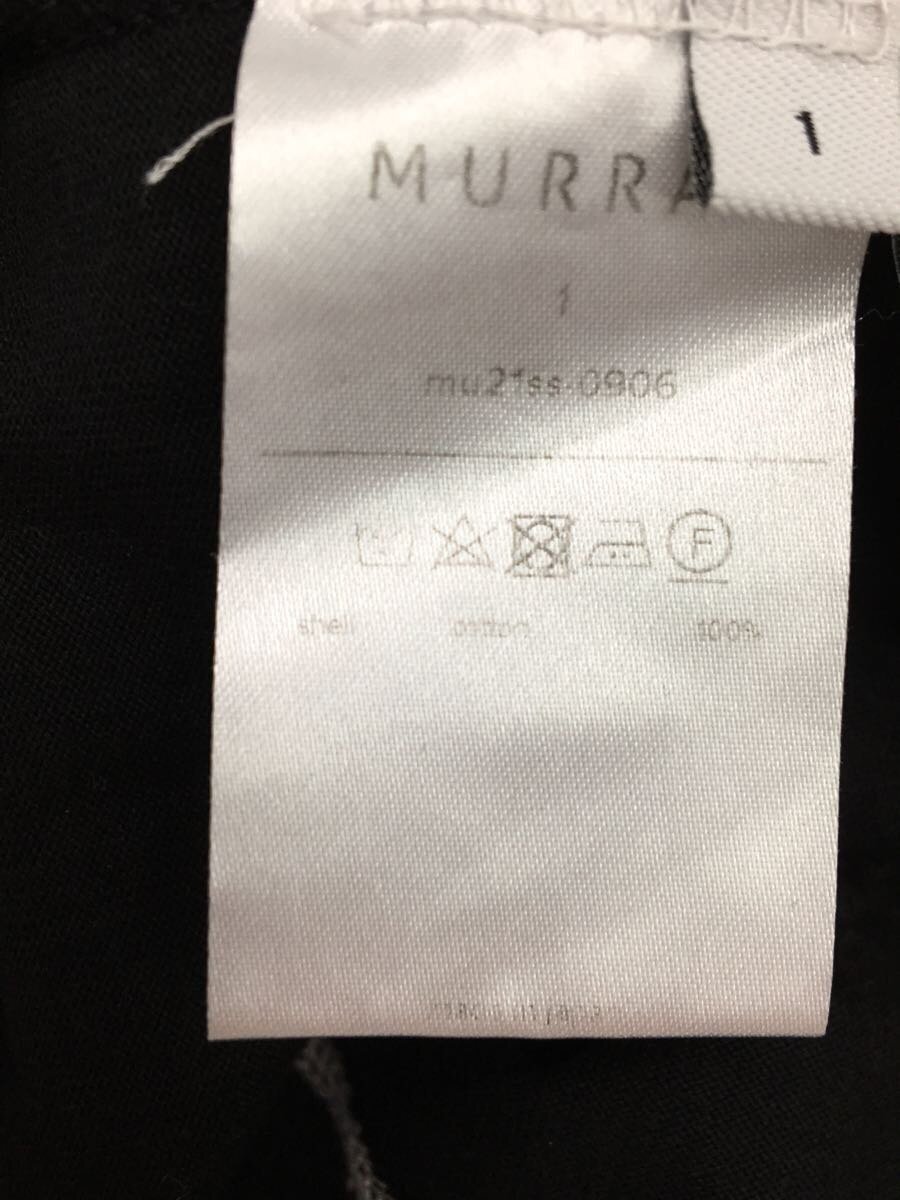 1
MURRA
1
mu21ss-0906
F
shell cotton 100%